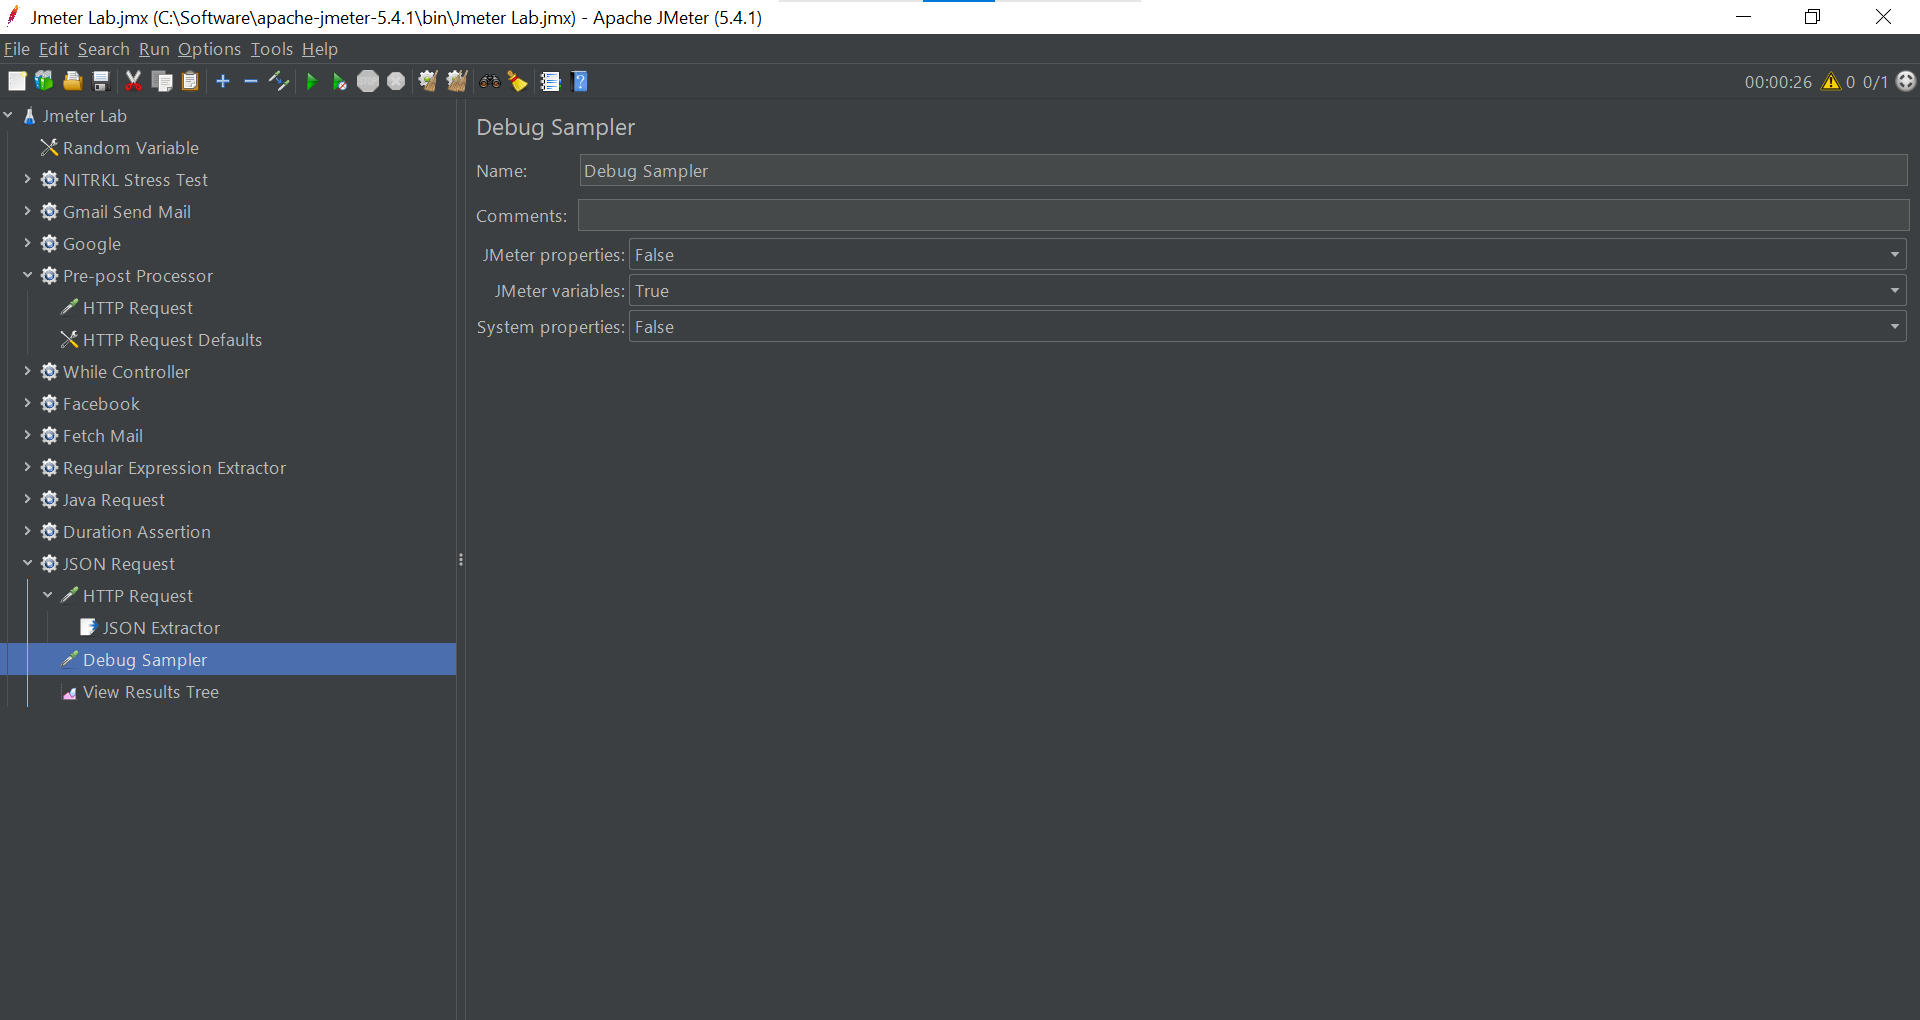 Jmeter Lab.jmx (C:\Software\apache-jmeter-5.4.1\bin\Jmeter Lab.jmx) - Apache JMeter (5.4.1)
File Edit Search Run Options Tools Help
00:00:26 0 0/1
Jmeter Lab
Random Variable
NITRKL Stress Test
Gmail Send Mail
Google
Pre-post Processor
HTTP Request
HTTP Request Defaults
While Controller
Facebook
Fetch Mail
Regular Expression Extractor
Java Request
Duration Assertion
JSON Request
HTTP Request
JSON Extractor
Debug Sampler
View Results Tree
Debug Sampler
Name: Debug Sampler
Comments:
JMeter properties: False
JMeter variables: True
System properties: False